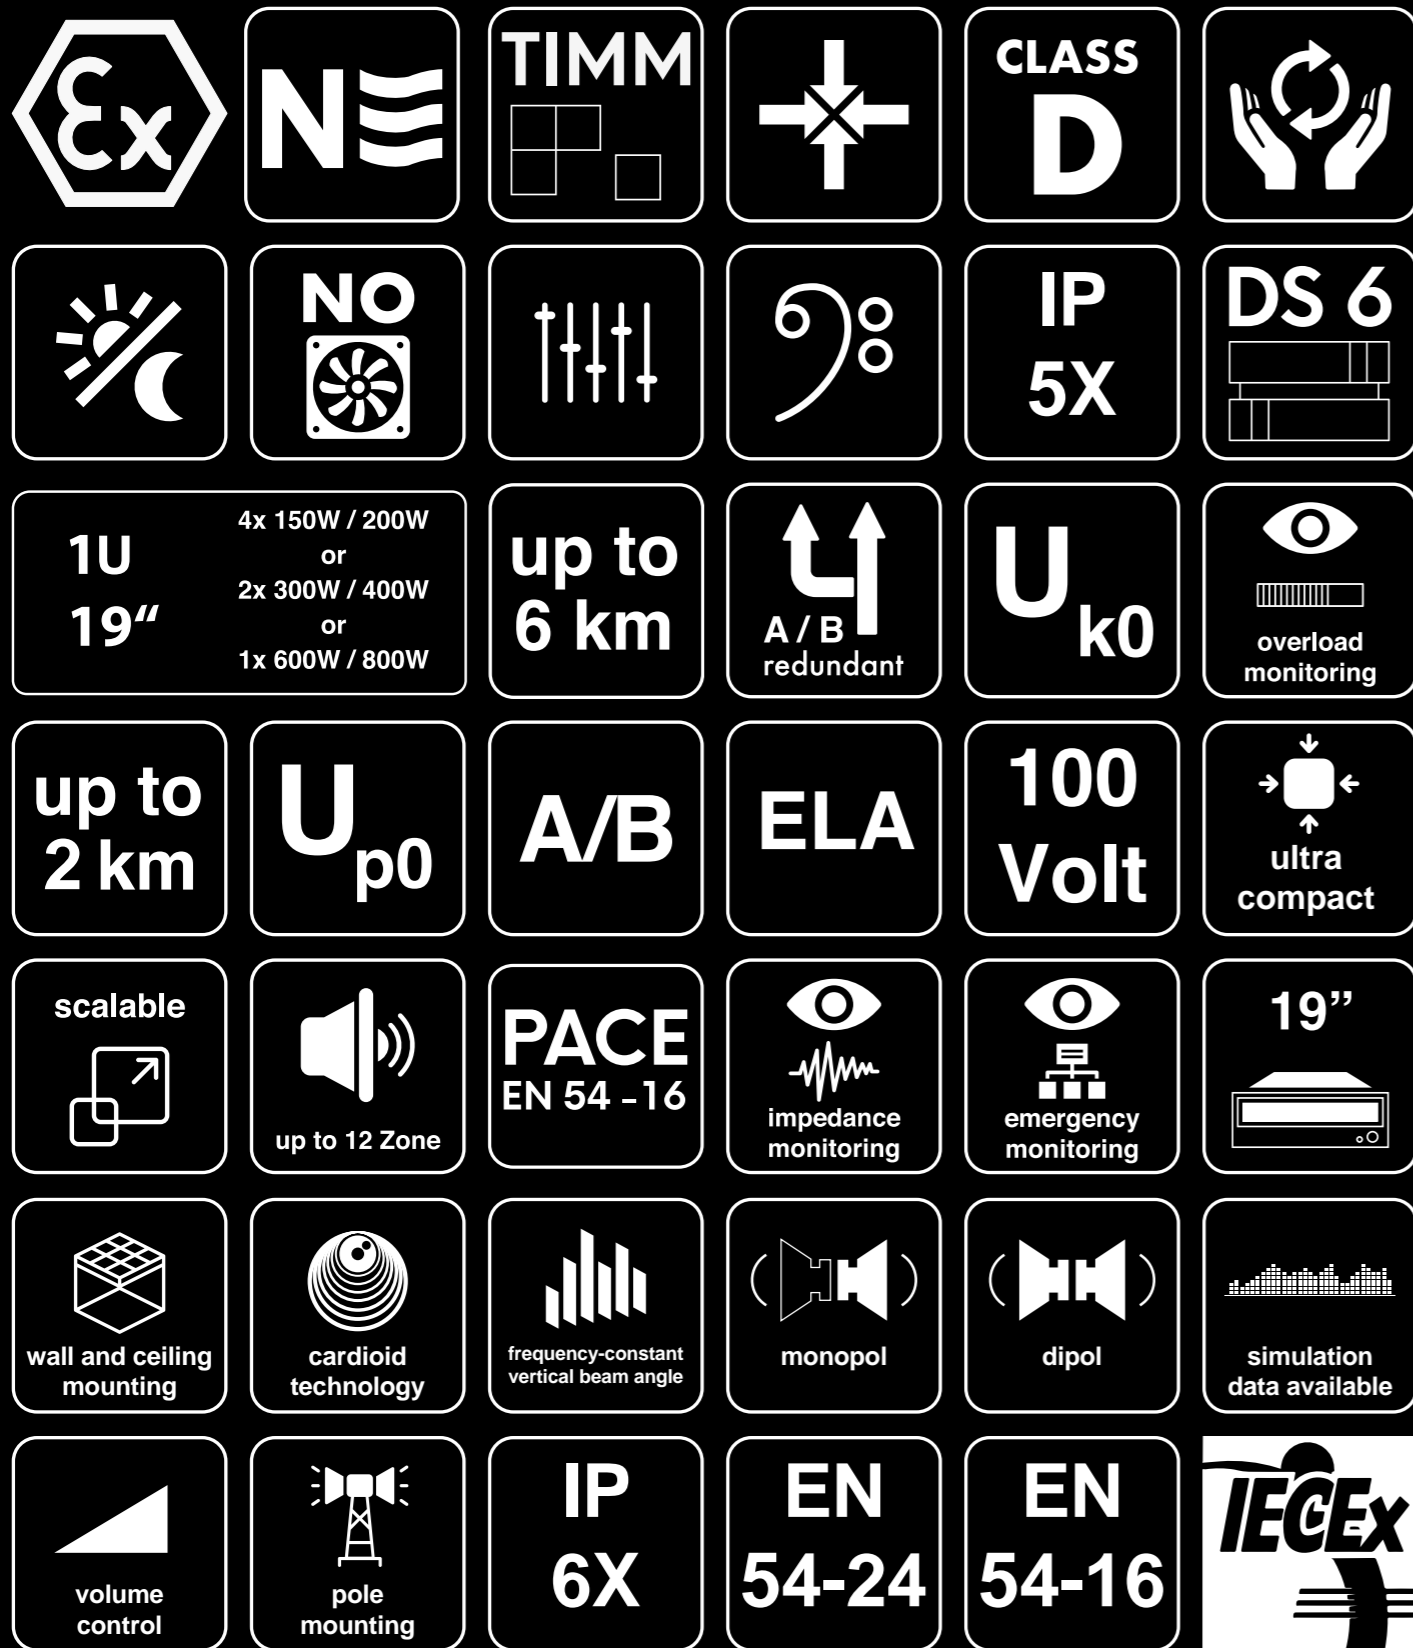 Ex
N
TIMM
CLASS
D
NO
IP
5X
DS 6
1U
19“
4x 150W / 200W
or
2x 300W / 400W
or
1x 600W / 800W
up to
6 km
A / B
redundant
U k0
overload
monitoring
up to
2 km
U p0
A/B
ELA
100
Volt
ultra
compact
scalable
up to 12 Zone
PACE
EN 54 -16
impedance
monitoring
emergency
monitoring
19”
wall and ceiling
mounting
cardioid
technology
frequency-constant
vertical beam angle
monopol
dipol
simulation
data available
volume
control
pole
mounting
IP
6X
EN
54-24
EN
54-16
IECEx